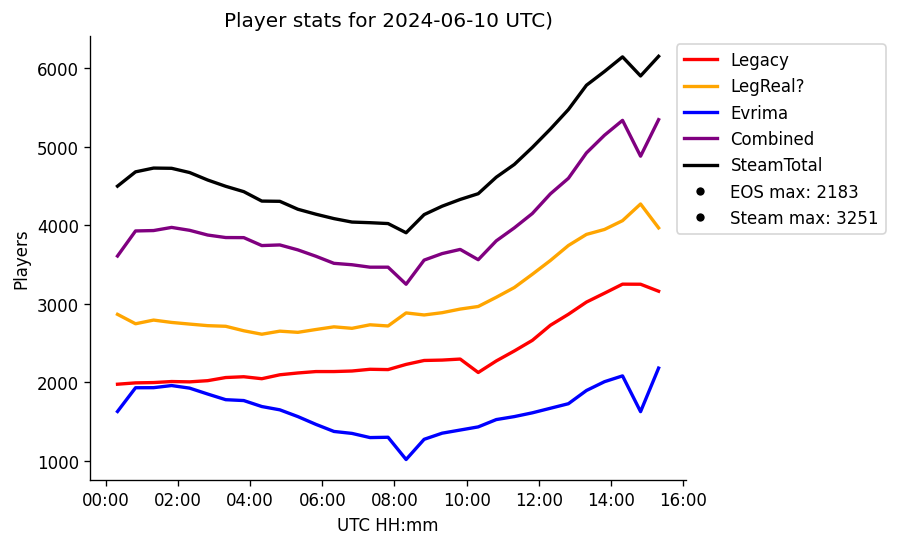 Player stats for 2024-06-10 UTC)
Legacy
LegReal?
Evrima
Combined
SteamTotal
EOS max: 2183
Steam max: 3251
Players
6000
5000
4000
3000
2000
1000
00:00 02:00 04:00 06:00 08:00 10:00 12:00 14:00 16:00
UTC HH:mm